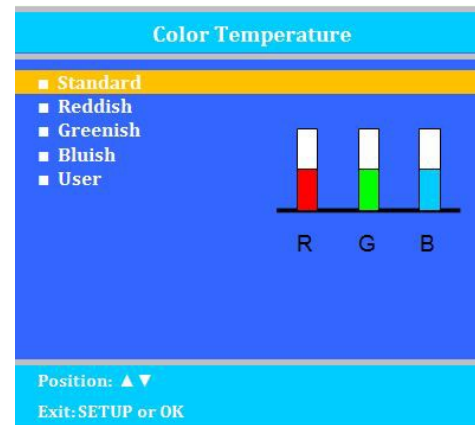 Color Temperature
■ Standard
■ Reddish
■ Greenish
■ Bluish
■ User
R G B
Position: ▲▼
Exit: SETUP or OK